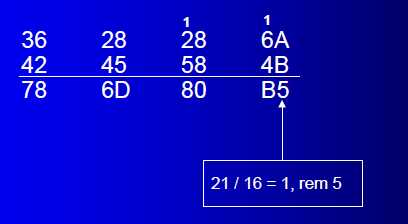 1 1
36 28 28 6A
42 45 58 4B
78 6D 80 B5
21 / 16 = 1, rem 5